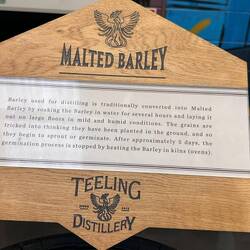 MALTED BARLEY
Barley used for distilling is traditionally converted into Malted
Barley by soaking the Barley in water for several hours and laying it
out on large floors in mild and humid conditions. The grains are
tricked into thinking they have been planted in the ground, and so
they begin to sprout or germinate. After approximately 5 days, the
germination process is stopped by heating the Barley in kilns (ovens).
TEELING
DISTILLERY